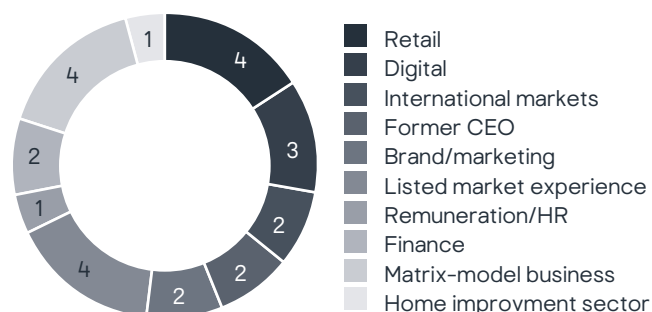 4
3
2
2
2
4
1
2
4
1
Retail
Digital
International markets
Former CEO
Brand/marketing
Listed market experience
Remuneration/HR
Finance
Matrix-model business
Home improvment sector